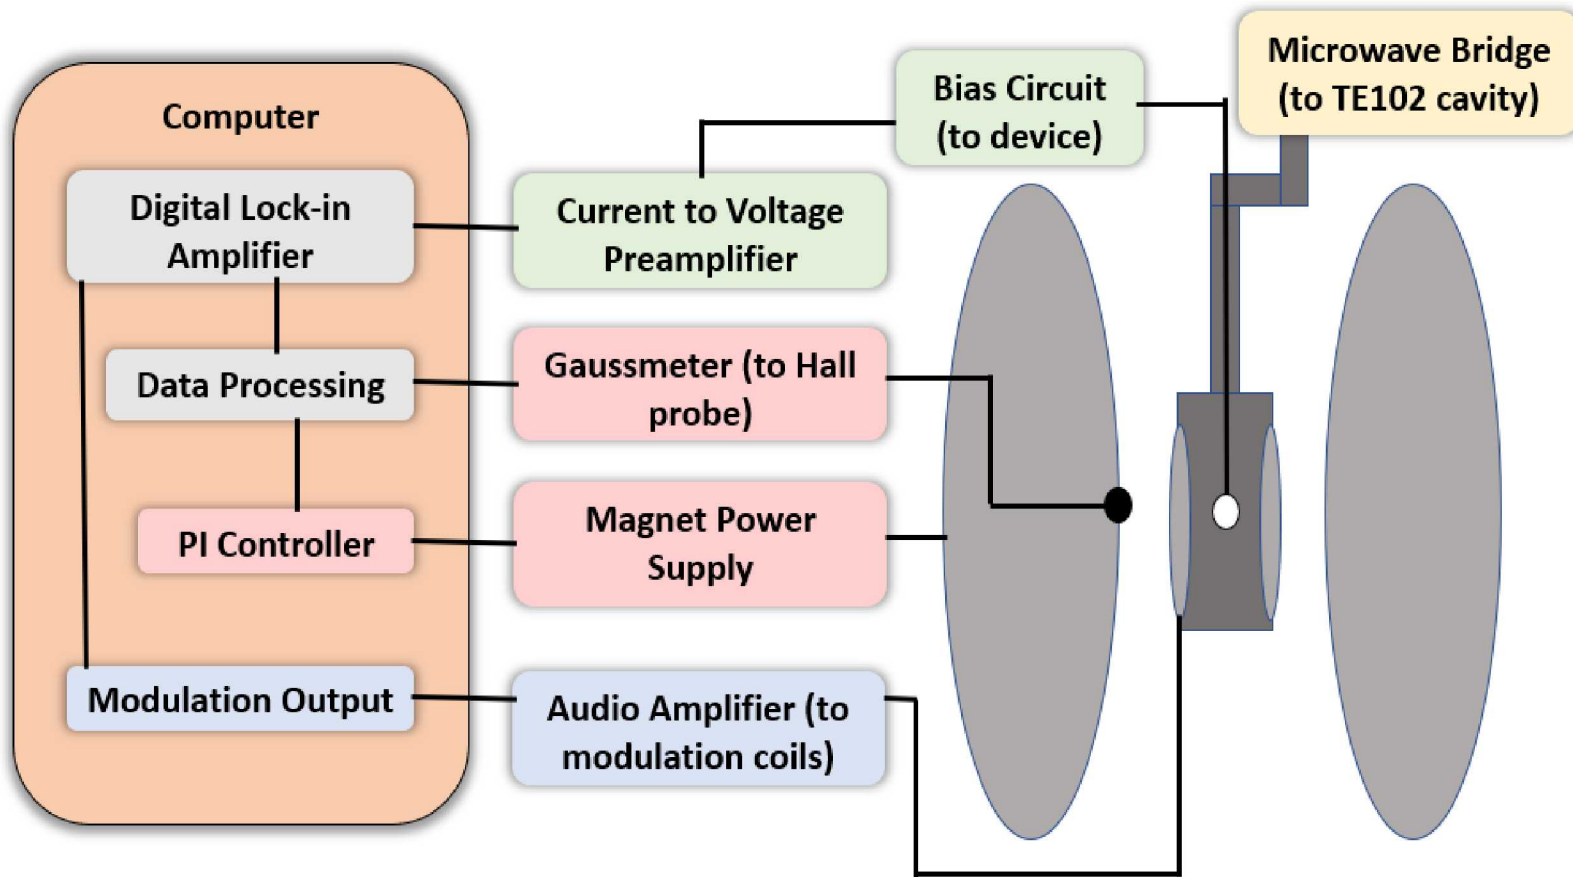 Computer
Digital Lock-in
Amplifier
Data Processing
PI Controller
Modulation Output
Current to Voltage
Preamplifier
Gaussmeter (to Hall
probe)
Magnet Power
Supply
Audio Amplifier (to
modulation coils)
Bias Circuit
(to device)
Microwave Bridge
(to TE102 cavity)